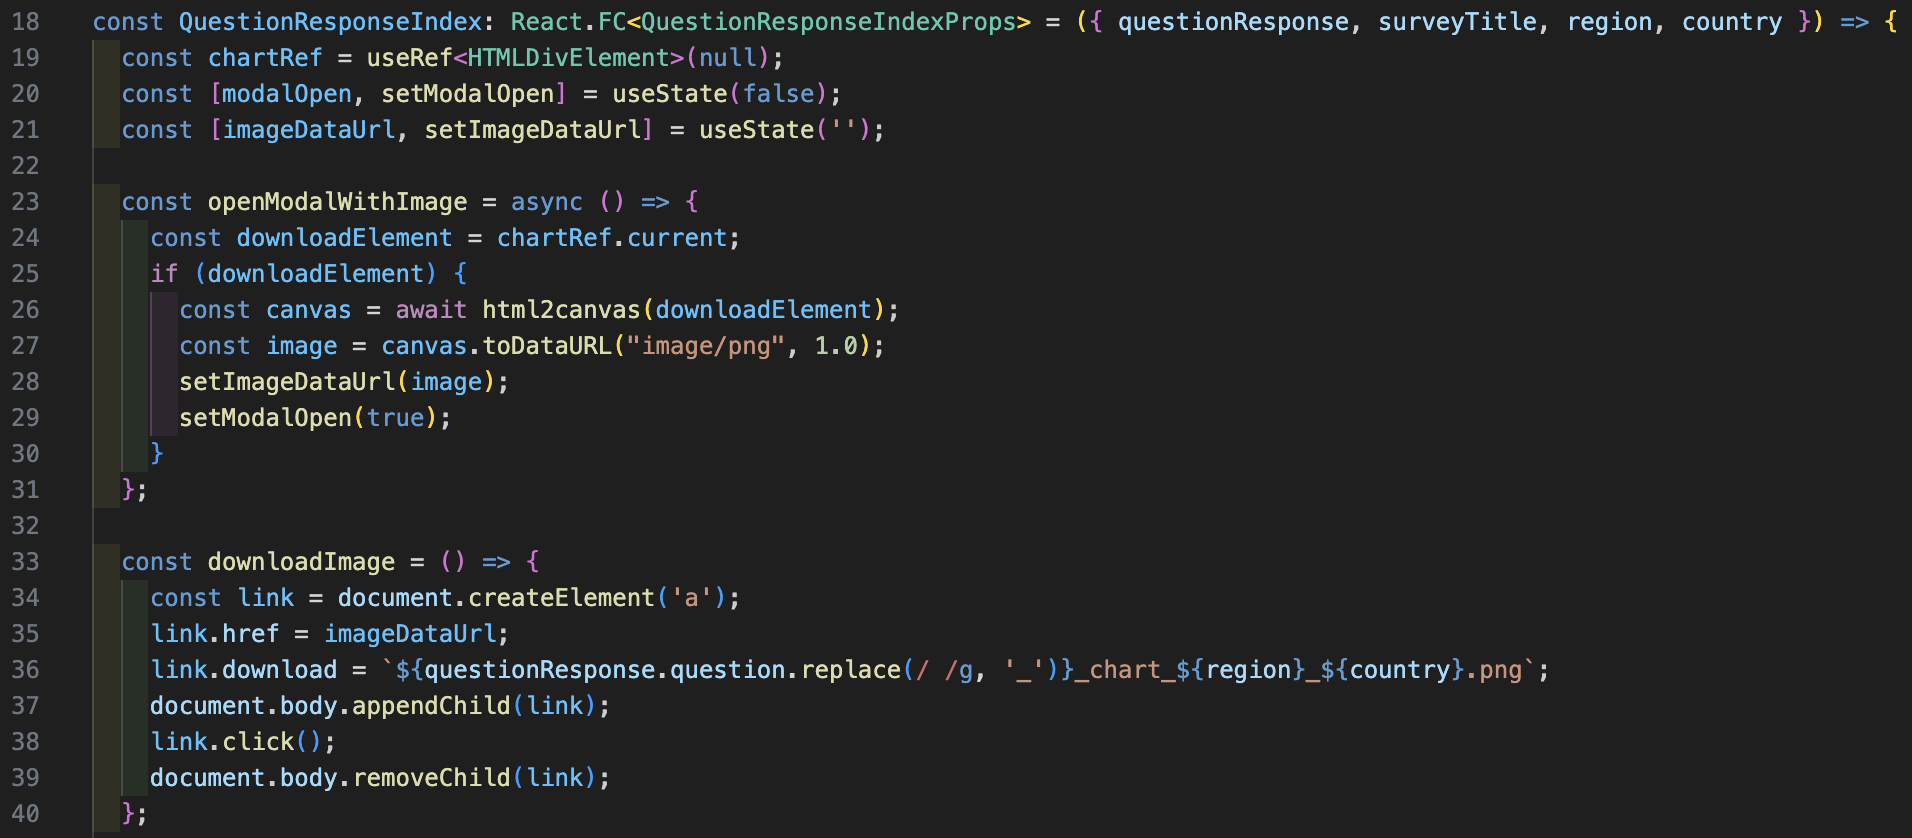 18 const QuestionResponseIndex: React.FC<QuestionResponseIndexProps> = ({ questionResponse, surveyTitle, region, country }) => {
19   const chartRef = useRef<HTMLDivElement>(null);
20   const [modalOpen, setModalOpen] = useState(false);
21   const [imageDataUrl, setImageDataUrl] = useState('');
22
23   const openModalWithImage = async () => {
24     const downloadElement = chartRef.current;
25     if (downloadElement) {
26       const canvas = await html2canvas(downloadElement);
27       const image = canvas.toDataURL("image/png", 1.0);
28       setImageDataUrl(image);
29       setModalOpen(true);
30     }
31   };
32
33   const downloadImage = () => {
34     const link = document.createElement('a');
35     link.href = imageDataUrl;
36     link.download = `${questionResponse.question.replace(/ /g, '_')}_chart_${region}_${country}.png`;
37     document.body.appendChild(link);
38     link.click();
39     document.body.removeChild(link);
40   };